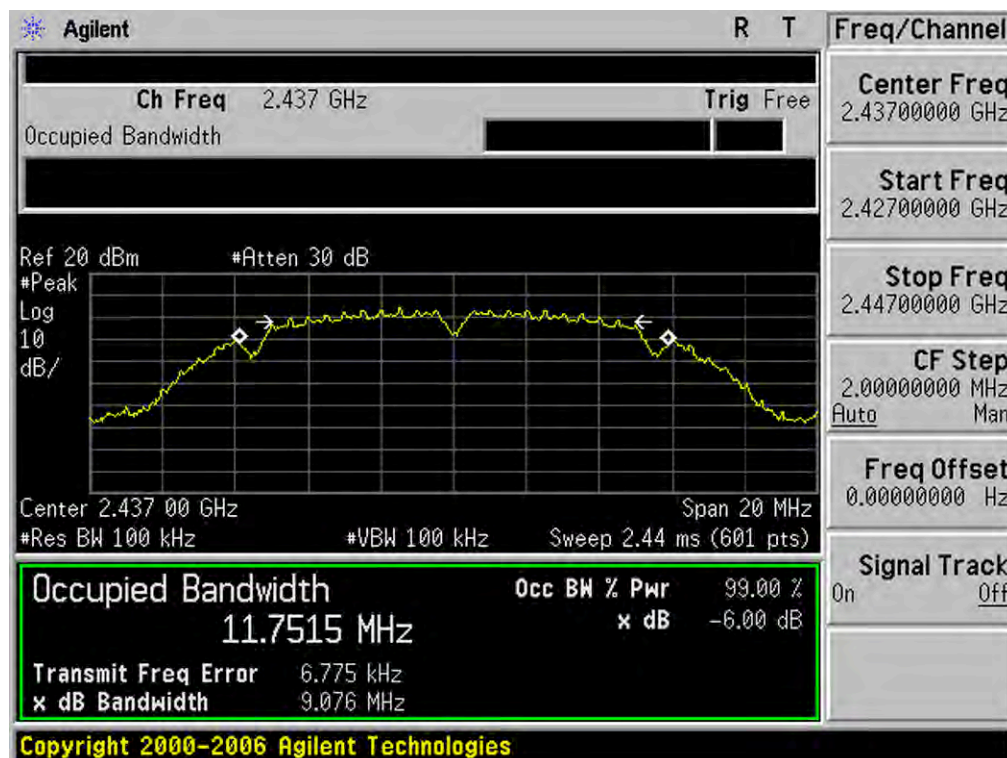 Agilent R T Freq/Channel
Ch Freq 2.437 GHz Trig Free
Occupied Bandwidth
Center Freq
2.43700000 GHz
Start Freq
2.42700000 GHz
Stop Freq
2.44700000 GHz
CF Step
2.00000000 MHz
Auto Man
Freq Offset
0.00000000 Hz
Signal Track
On Off
Ref 20 dBm #Atten 30 dB
#Peak
Log
10
dB/
Center 2.437 00 GHz Span 20 MHz
#Res BW 100 kHz #VBW 100 kHz Sweep 2.44 ms (601 pts)
Occupied Bandwidth Occ BW % Pwr 99.00 %
11.7515 MHz x dB -6.00 dB
Transmit Freq Error 6.775 kHz
x dB Bandwidth 9.076 MHz
Copyright 2000-2006 Agilent Technologies